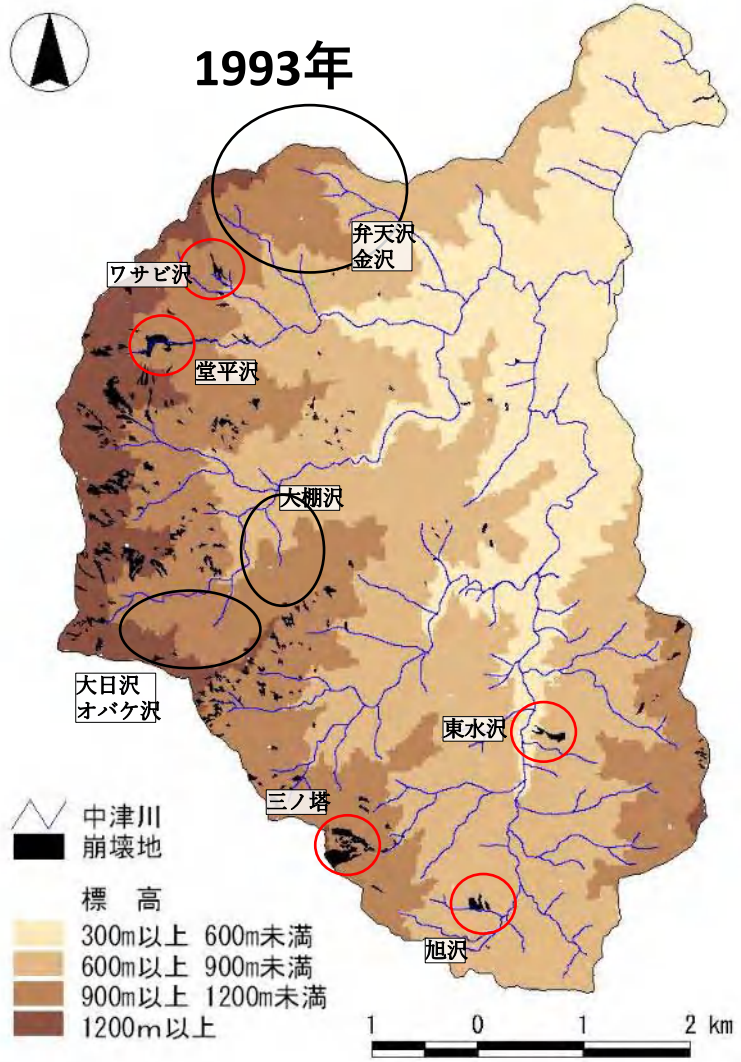 1993年
弁天沢
金沢
ワサビ沢
堂平沢
大棚沢
大日沢
オバケ沢
東水沢
三ノ塔
旭沢
中津川
崩壊地
標 高
300m以上 600m未満
600m以上 900m未満
900m以上 1200m未満
1200m以上
1 0 1 2 km